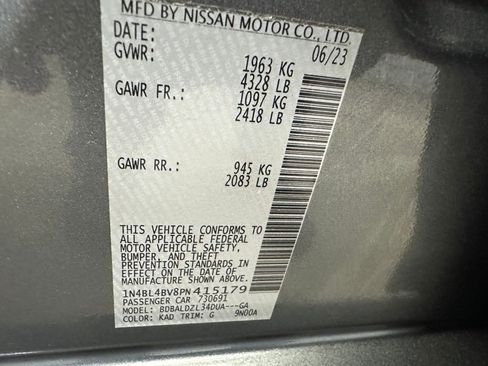 MFD BY NISSAN MOTOR CO., LTD.
DATE: 06/23
GVWR: 1963 KG
4328 LB
GAWR FR.: 1097 KG
2418 LB
GAWR RR.: 945 KG
2083 LB
THIS VEHICLE CONFORMS TO
ALL APPLICABLE FEDERAL
MOTOR VEHICLE SAFETY,
BUMPER, AND THEFT
PREVENTION STANDARDS
IN EFFECT ON THE DATE OF
MANUFACTURE SHOWN ABOVE
1N4BL4BV8PN415179
PASSENGER CAR 730691
MODEL: BDBALDZL34DUA---GA
COLOR: KAD TRIM: G 9N00A